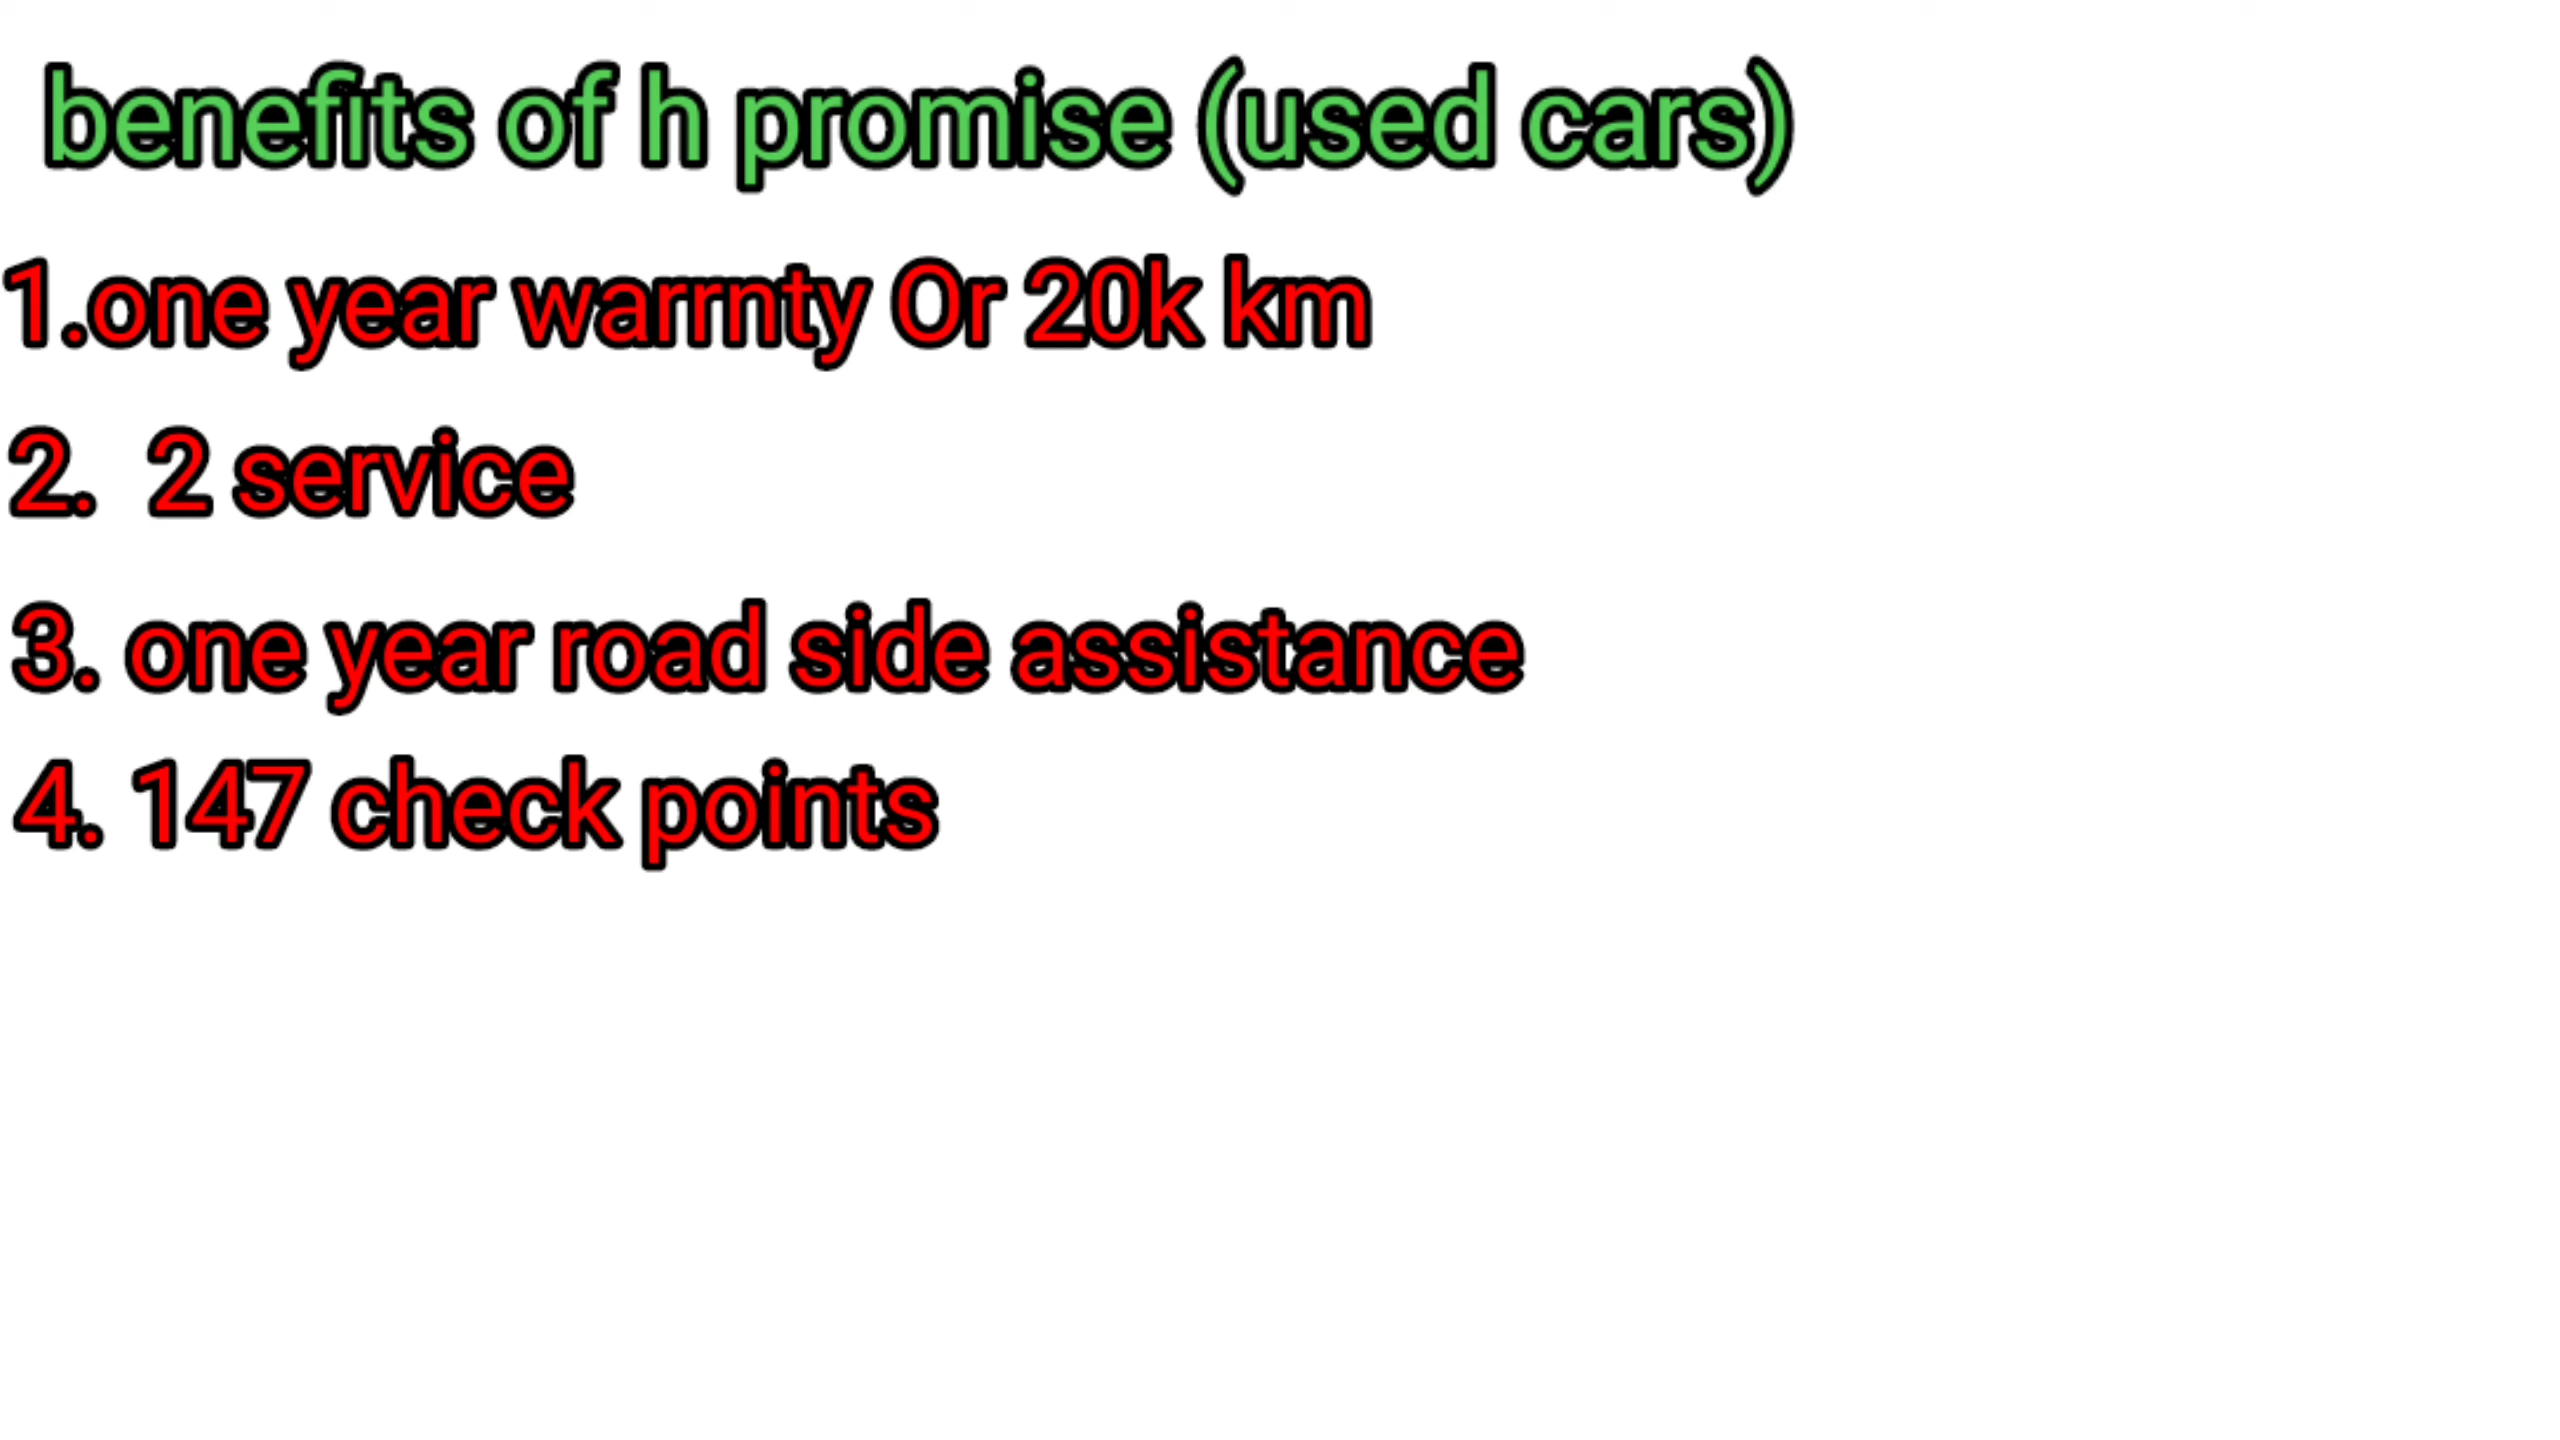 benefits of h promise (used cars)
1.one year warrnty Or 20k km
2. 2 service
3. one year road side assistance
4. 147 check points